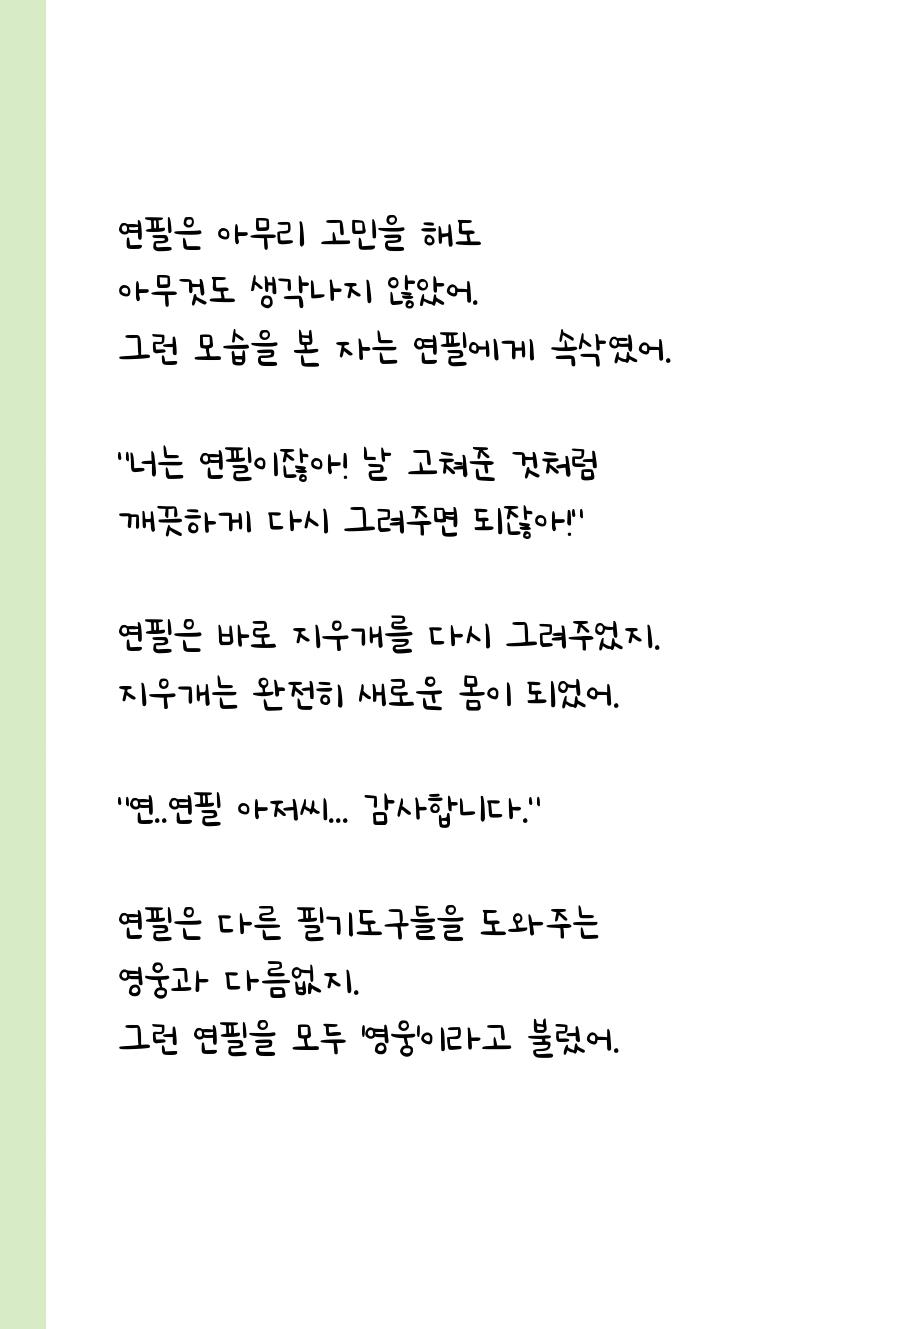 연필은 아무리 고민을 해도
아무것도 생각나지 않았어.
그런 모습을 본 자는 연필에게 속삭였어.
"너는 연필이잖아! 날 고쳐준 것처럼
깨끗하게 다시 그려주면 되잖아!"
연필은 바로 지우개를 다시 그려주었지.
지우개는 완전히 새로운 몸이 되었어.
"연..연필 아저씨... 감사합니다."
연필은 다른 필기도구들을 도와주는
영웅과 다름없지.
그런 연필을 모두 '영웅'이라고 불렀어.